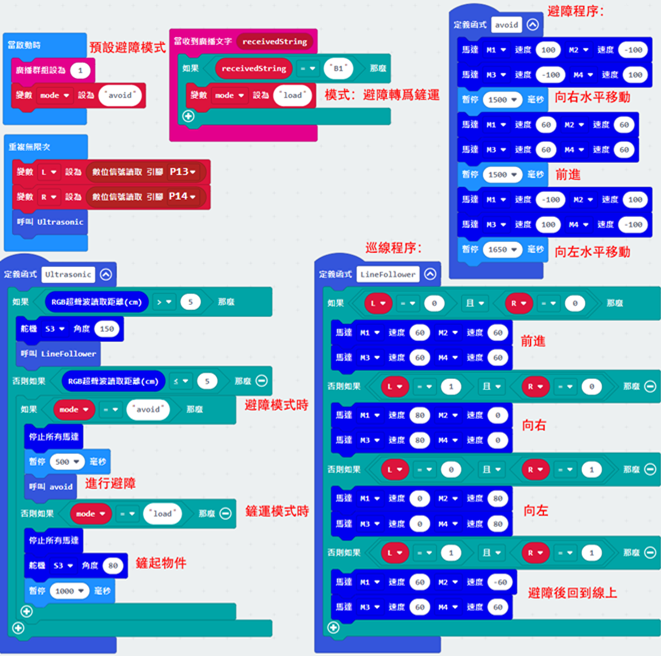 當啟動時
預設避障模式
廣播群組設為 1
變數 mode 設為 "avoid"
當收到廣播文字 receivedString
如果 receivedString = "B1" 那麼
變數 mode 設為 "load"
模式：避障轉爲鏟運
避障程序：
定義函式 avoid
馬達 M1 速度 100 M2 速度 -100
馬達 M3 速度 -100 M4 速度 100
暫停 1500 毫秒
向右水平移動
馬達 M1 速度 60 M2 速度 60
馬達 M3 速度 60 M4 速度 60
暫停 1500 毫秒
前進
馬達 M1 速度 -100 M2 速度 100
馬達 M3 速度 100 M4 速度 -100
暫停 1650 毫秒
向左水平移動
重複無限次
變數 L 設為 數位信號讀取 引腳 P13
變數 R 設為 數位信號讀取 引腳 P14
呼叫 Ultrasonic
定義函式 Ultrasonic
如果 RGB超聲波讀取距離(cm) > 5 那麼
舵機 S3 角度 150
呼叫 LineFollower
否則如果 RGB超聲波讀取距離(cm) ≤ 5 那麼
如果 mode = "avoid" 那麼
避障模式時
停止所有馬達
暫停 500 毫秒
呼叫 avoid
進行避障
否則如果 mode = "load" 那麼
鏟運模式時
停止所有馬達
舵機 S3 角度 80
鏟起物件
暫停 1000 毫秒
巡線程序：
定義函式 LineFollower
如果 L = 0 且 R = 0 那麼
馬達 M1 速度 60 M2 速度 60
馬達 M3 速度 60 M4 速度 60
前進
否則如果 L = 1 且 R = 0 那麼
馬達 M1 速度 80 M2 速度 0
馬達 M3 速度 80 M4 速度 0
向右
否則如果 L = 0 且 R = 1 那麼
馬達 M1 速度 0 M2 速度 80
馬達 M3 速度 0 M4 速度 80
向左
否則如果 L = 1 且 R = 1 那麼
馬達 M1 速度 60 M2 速度 -60
馬達 M3 速度 60 M4 速度 60
避障後回到線上